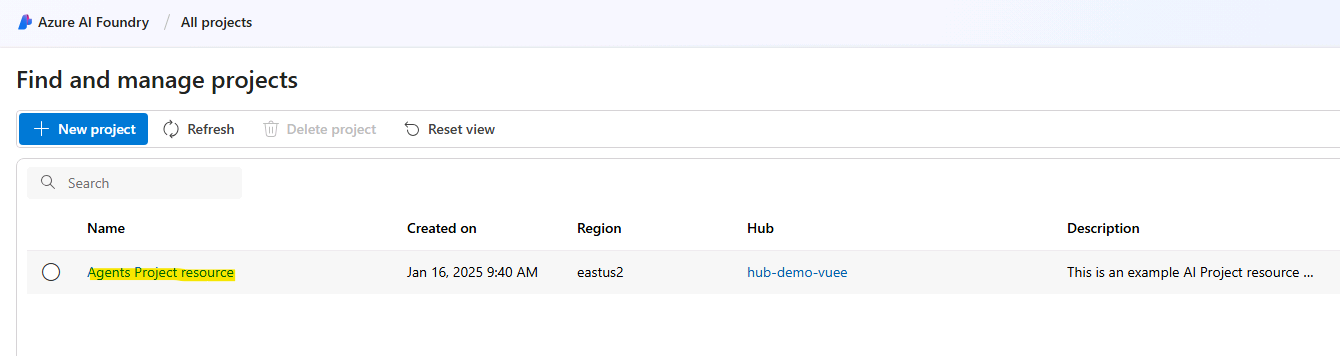 Azure AI Foundry / All projects
Find and manage projects
New project Refresh Delete project Reset view
Search
Name Created on Region Hub Description
Agents Project resource Jan 16, 2025 9:40 AM eastus2 hub-demo-vuee This is an example AI Project resource ...